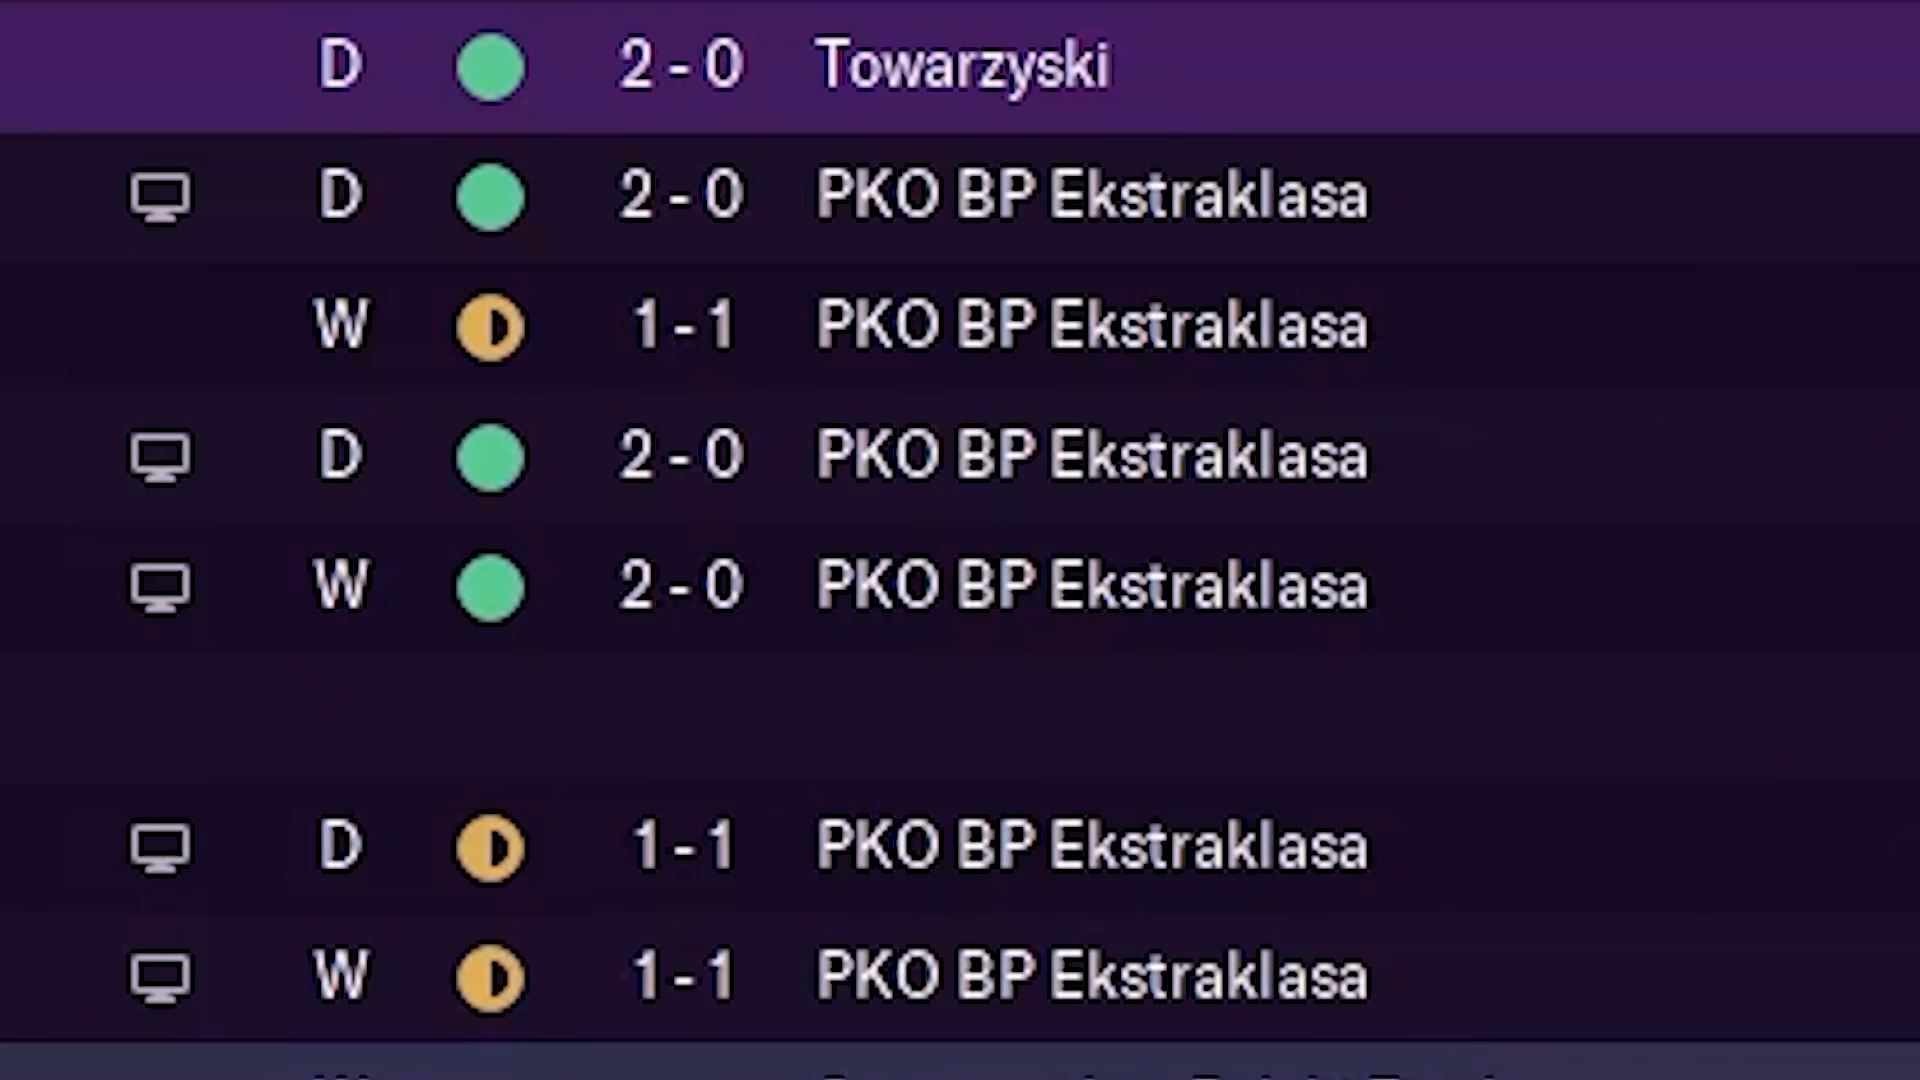 D 2 - 0 Towarzyski
D 2 - 0 PKO BP Ekstraklasa
W 1 - 1 PKO BP Ekstraklasa
D 2 - 0 PKO BP Ekstraklasa
W 2 - 0 PKO BP Ekstraklasa
D 1 - 1 PKO BP Ekstraklasa
W 1 - 1 PKO BP Ekstraklasa